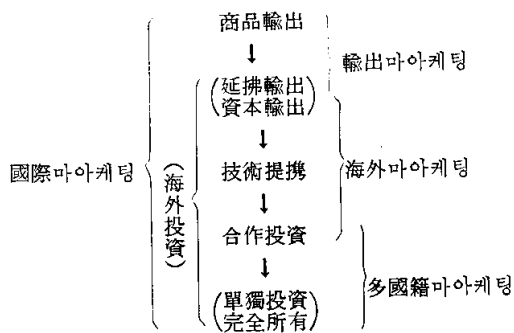 商品輸出
↓
輸出마아케팅
(延拂輸出
資本輸出)
↓
國際마아케팅
(海外投資)
技術提携
海外마아케팅
↓
合作投資
↓
多國籍마아케팅
(單獨投資
完全所有)